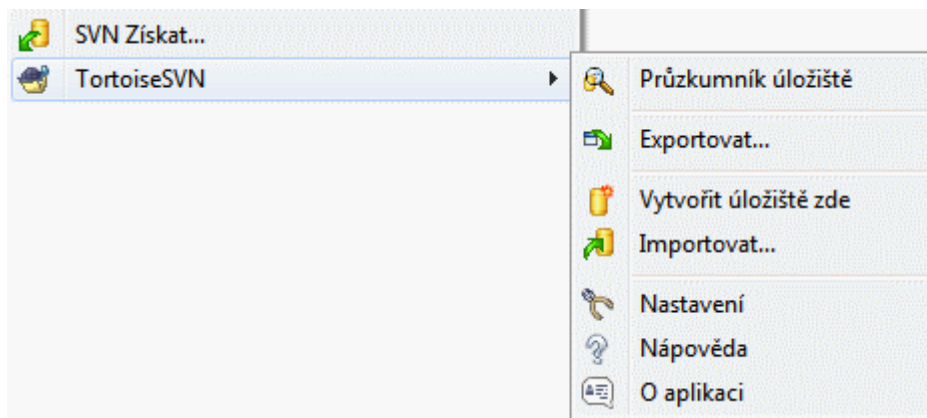 SVN Získat...
TortoiseSVN
Průzkumník úložiště
Exportovat...
Vytvořit úložiště zde
Importovat...
Nastavení
Nápověda
O aplikaci